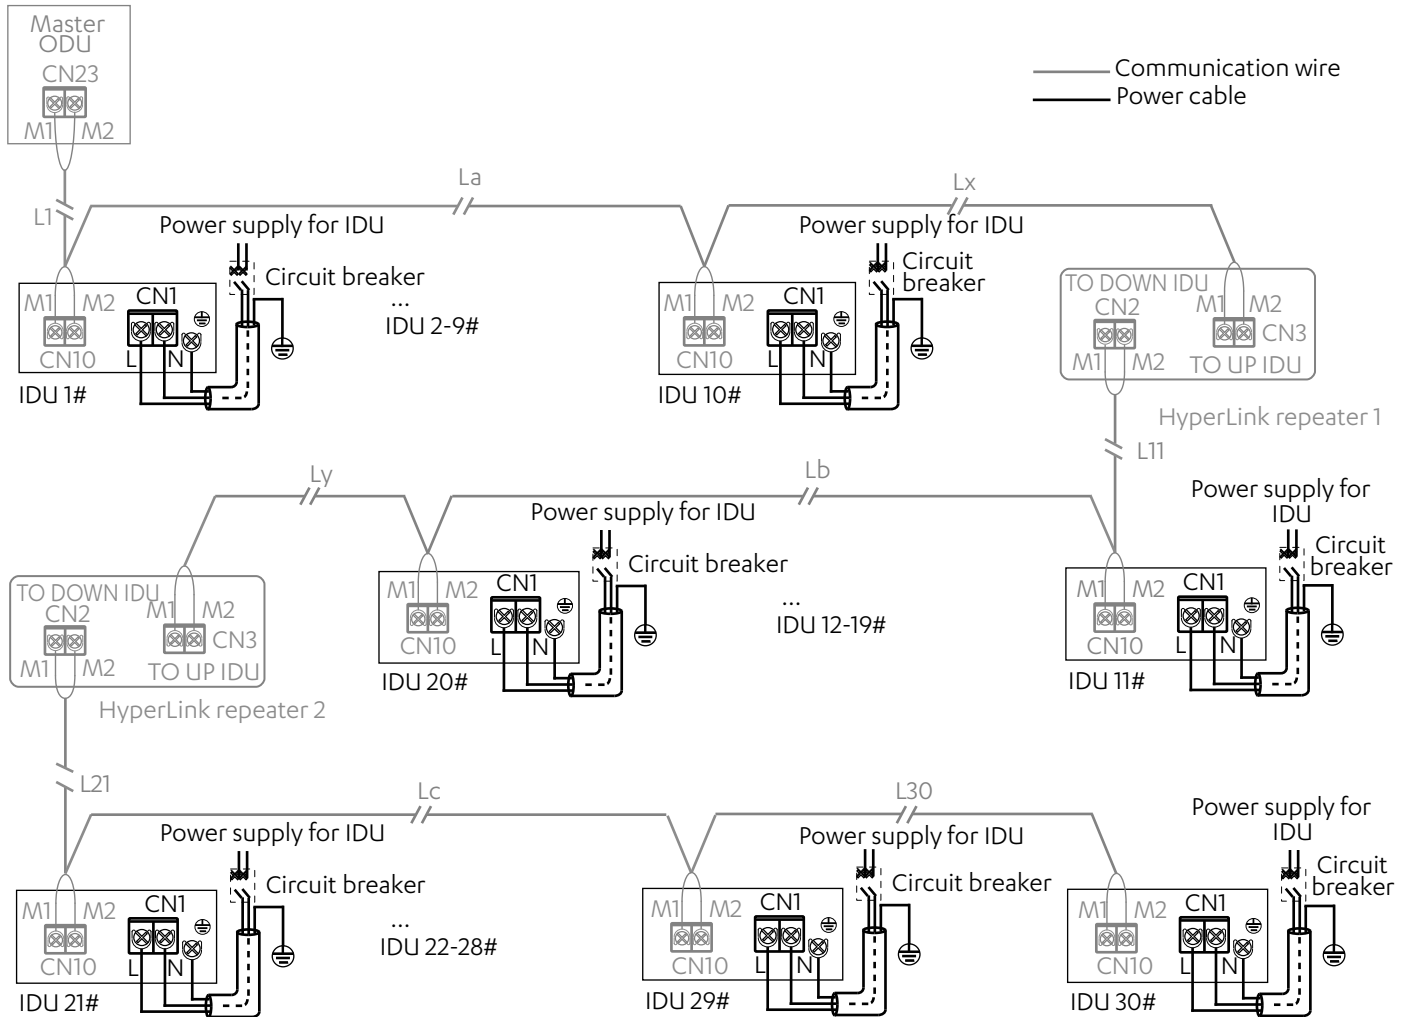 Master
ODU
CN23
M1 M2
Communication wire
Power cable
L1
La
Lx
Power supply for IDU
Circuit breaker
M1 M2
CN1
CN10
L N
IDU 1#
...
IDU 2-9#
Power supply for IDU
Circuit
breaker
M1 M2
CN1
CN10
L N
IDU 10#
TO DOWN IDU
CN2
M1 M2
M1 M2
CN3
TO UP IDU
HyperLink repeater 1
L11
Ly
Lb
Power supply for IDU
Circuit breaker
M1 M2
CN1
CN10
L N
IDU 20#
...
IDU 12-19#
Power supply for
IDU
Circuit
breaker
M1 M2
CN1
CN10
L N
IDU 11#
TO DOWN IDU
CN2
M1 M2
M1 M2
CN3
TO UP IDU
HyperLink repeater 2
L21
Lc
L30
Power supply for IDU
Circuit breaker
M1 M2
CN1
CN10
L N
IDU 21#
...
IDU 22-28#
Power supply for IDU
Circuit breaker
M1 M2
CN1
CN10
L N
IDU 29#
Power supply for
IDU
Circuit
breaker
M1 M2
CN1
CN10
L N
IDU 30#